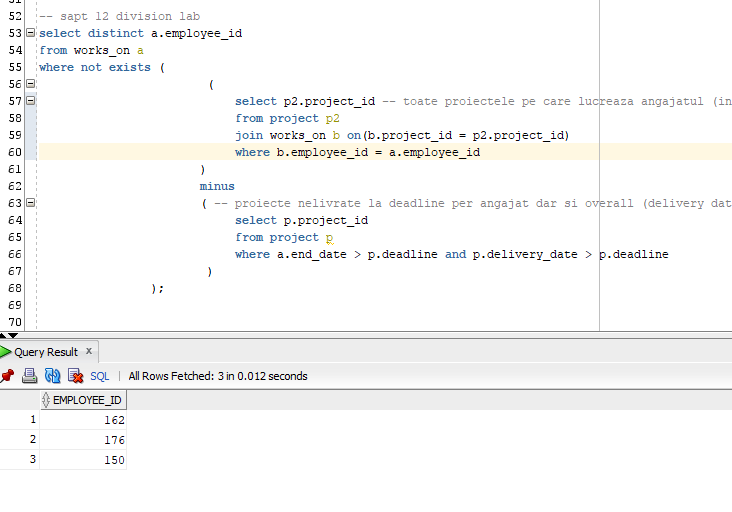 51
52 -- sapt 12 division lab
53 select distinct a.employee_id
54 from works_on a
55 where not exists (
56 (
57 select p2.project_id -- toate proiectele pe care lucreaza angajatul (in
58 from project p2
59 join works_on b on(b.project_id = p2.project_id)
60 where b.employee_id = a.employee_id
61 )
62 minus
63 ( -- proiecte nelivrate la deadline per angajat dar si overall (delivery dat
64 select p.project_id
65 from project p
66 where a.end_date > p.deadline and p.delivery_date > p.deadline
67 )
68 );
69
70
Query Result x
SQL | All Rows Fetched: 3 in 0.012 seconds
EMPLOYEE_ID
1 162
2 176
3 150